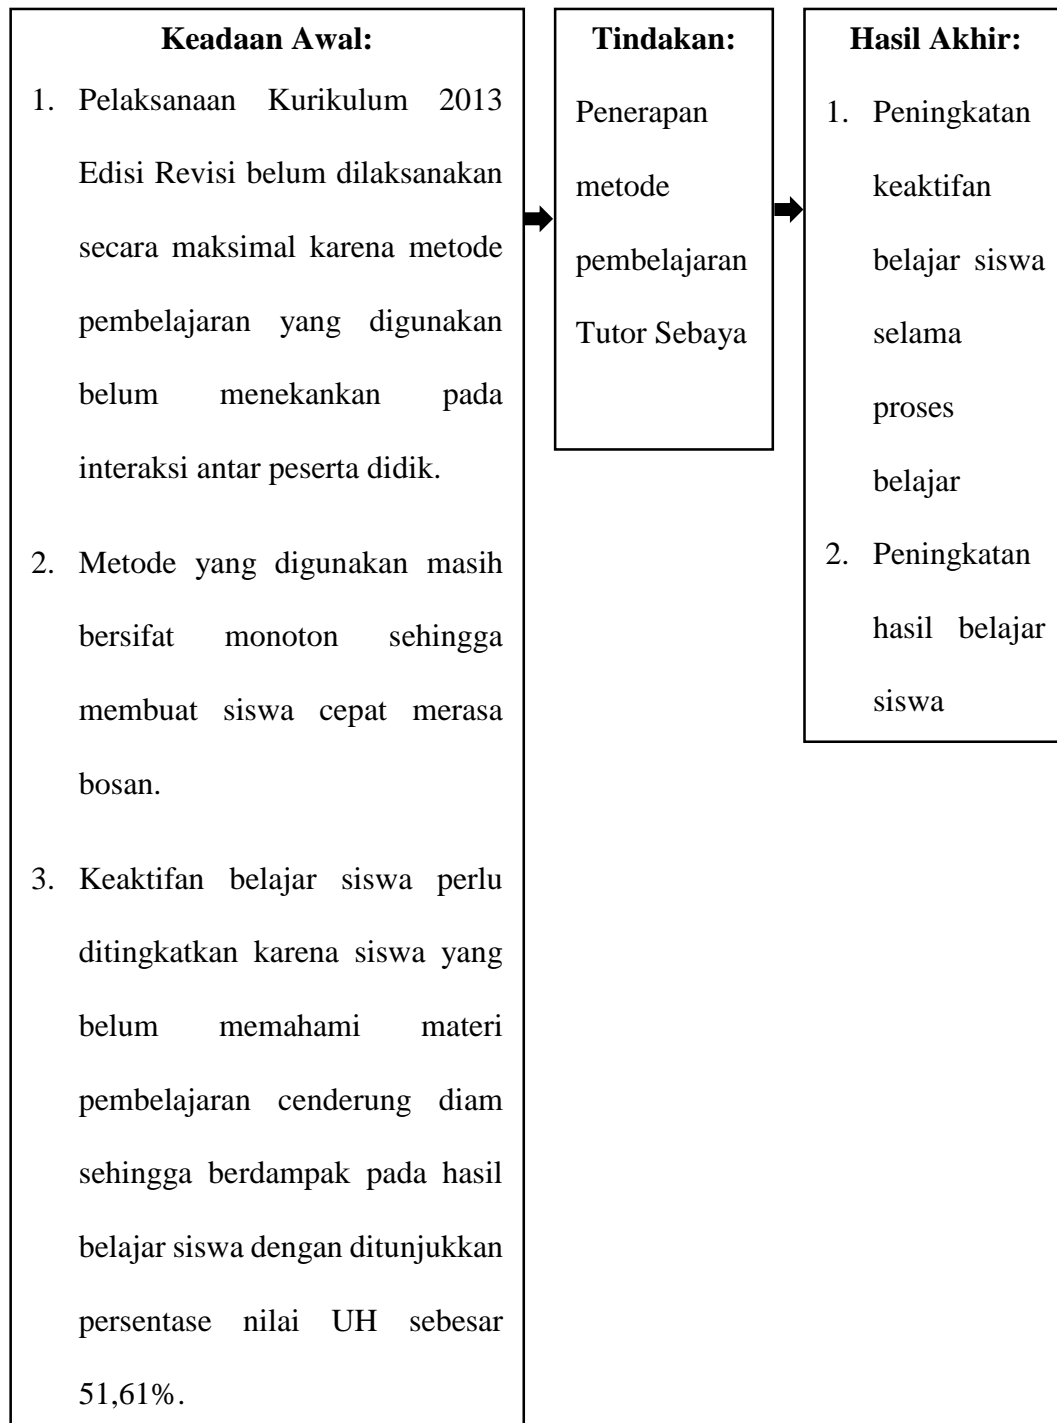 Keadaan Awal:
1. Pelaksanaan Kurikulum 2013
Edisi Revisi belum dilaksanakan
secara maksimal karena metode
pembelajaran yang digunakan
belum menekankan pada
interaksi antar peserta didik.
2. Metode yang digunakan masih
bersifat monoton sehingga
membuat siswa cepat merasa
bosan.
3. Keaktifan belajar siswa perlu
ditingkatkan karena siswa yang
belum memahami materi
pembelajaran cenderung diam
sehingga berdampak pada hasil
belajar siswa dengan ditunjukkan
persentase nilai UH sebesar
51,61%.
Tindakan:
Penerapan
metode
pembelajaran
Tutor Sebaya
Hasil Akhir:
1. Peningkatan
keaktifan
belajar siswa
selama
proses
belajar
2. Peningkatan
hasil belajar
siswa